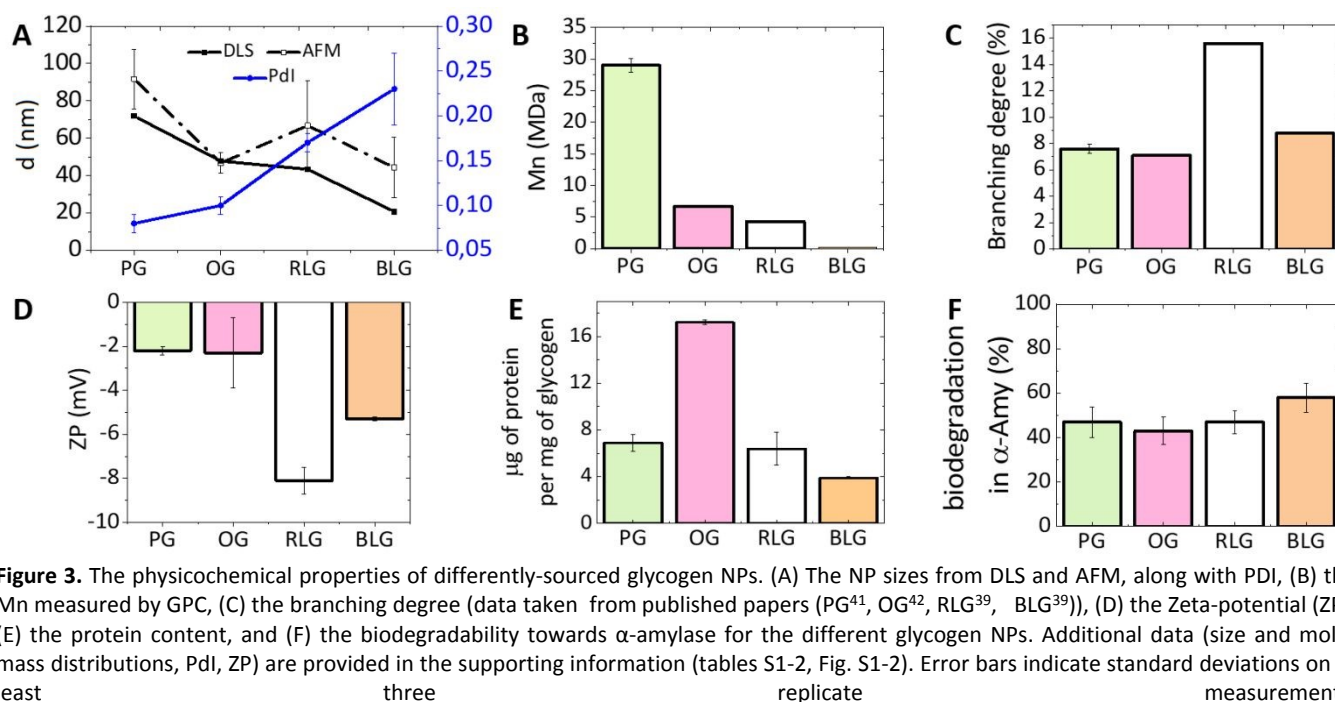 A
DLS AFM
PdI
d (nm)
120
100
80
60
40
20
0
0,30
0,25
0,20
0,15
0,10
0,05
PG OG RLG BLG
B
Mn (MDa)
35
30
25
20
15
10
5
0
PG OG RLG BLG
C
Branching degree (%)
16
14
12
10
8
6
4
2
0
PG OG RLG BLG
D
ZP (mV)
0
-2
-4
-6
-8
-10
PG OG RLG BLG
E
µg of protein
per mg of glycogen
16
12
8
4
0
PG OG RLG BLG
F
biodegradation
in α-Amy (%)
100
80
60
40
20
0
PG OG RLG BLG
Figure 3. The physicochemical properties of differently-sourced glycogen NPs. (A) The NP sizes from DLS and AFM, along with PDI, (B) th
Mn measured by GPC, (C) the branching degree (data taken from published papers (PG41, OG42, RLG39, BLG39)), (D) the Zeta-potential (ZP
(E) the protein content, and (F) the biodegradability towards α-amylase for the different glycogen NPs. Additional data (size and mol
mass distributions, PdI, ZP) are provided in the supporting information (tables S1-2, Fig. S1-2). Error bars indicate standard deviations on
least three replicate measurement